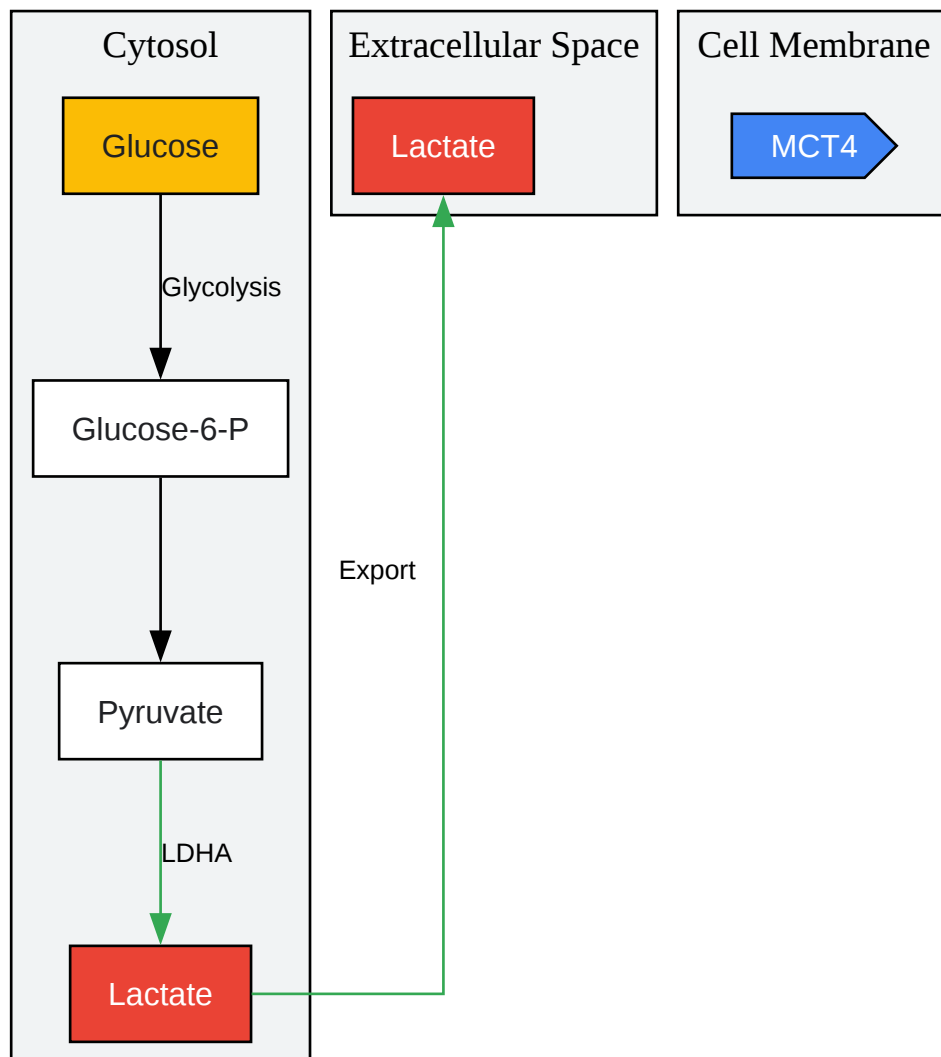 Cytosol
Extracellular Space
Cell Membrane
Glucose
Lactate
MCT4
Glycolysis
Glucose-6-P
Export
Pyruvate
LDHA
Lactate